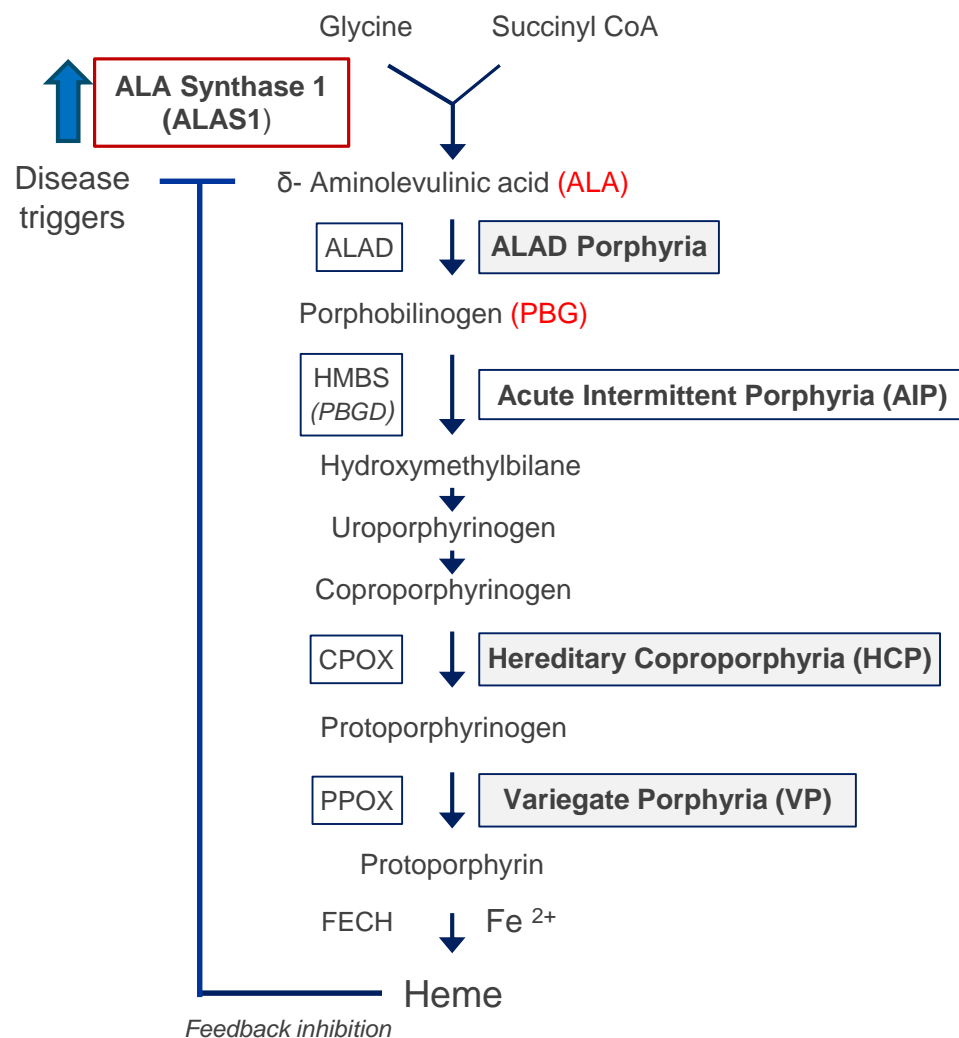 Glycine Succinyl CoA
ALA Synthase 1
(ALAS1)
Disease
triggers
δ- Aminolevulinic acid (ALA)
ALAD
ALAD Porphyria
Porphobilinogen (PBG)
HMBS
(PBGD)
Acute Intermittent Porphyria (AIP)
Hydroxymethylbilane
Uroporphyrinogen
Coproporphyrinogen
CPOX
Hereditary Coproporphyria (HCP)
Protoporphyrinogen
PPOX
Variegate Porphyria (VP)
Protoporphyrin
FECH
Fe 2+
Heme
Feedback inhibition